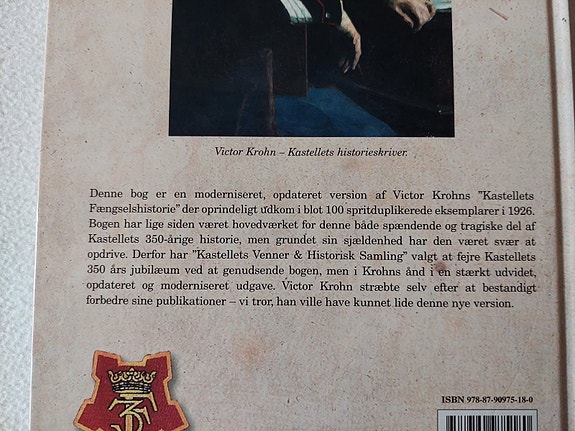 Victor Krohn – Kastellets historieskriver.
Denne bog er en moderniseret, opdateret version af Victor Krohns "Kastellets
Fængselshistorie" der oprindeligt udkom i blot 100 spritduplikerede eksemplarer i 1926.
Bogen har lige siden været hovedværket for denne både spændende og tragiske del af
Kastellets 350-årige historie, men grundet sin sjældenhed har den været svær at
opdrive. Derfor har "Kastellets Venner & Historisk Samling" valgt at fejre Kastellets
350 års jubilæum ved at genudsende bogen, men i Krohns ånd i en stærkt udvidet,
opdateret og moderniseret udgave. Victor Krohn stræbte selv efter at bestandigt
forbedre sine publikationer – vi tror, han ville have kunnet lide denne nye version.
ISBN 978-87-90975-18-0